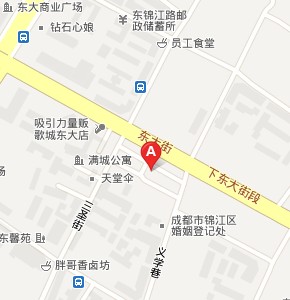 东大商业广场
钻石心娘
东锦江路邮
政储蓄所
员工食堂
吸引力量贩
歌城东大店
东大街
A
满城公寓
下东大街段
天堂伞
三圣街
场
成都市锦江区
婚姻登记处
东馨苑
义学巷
胖哥香卤坊